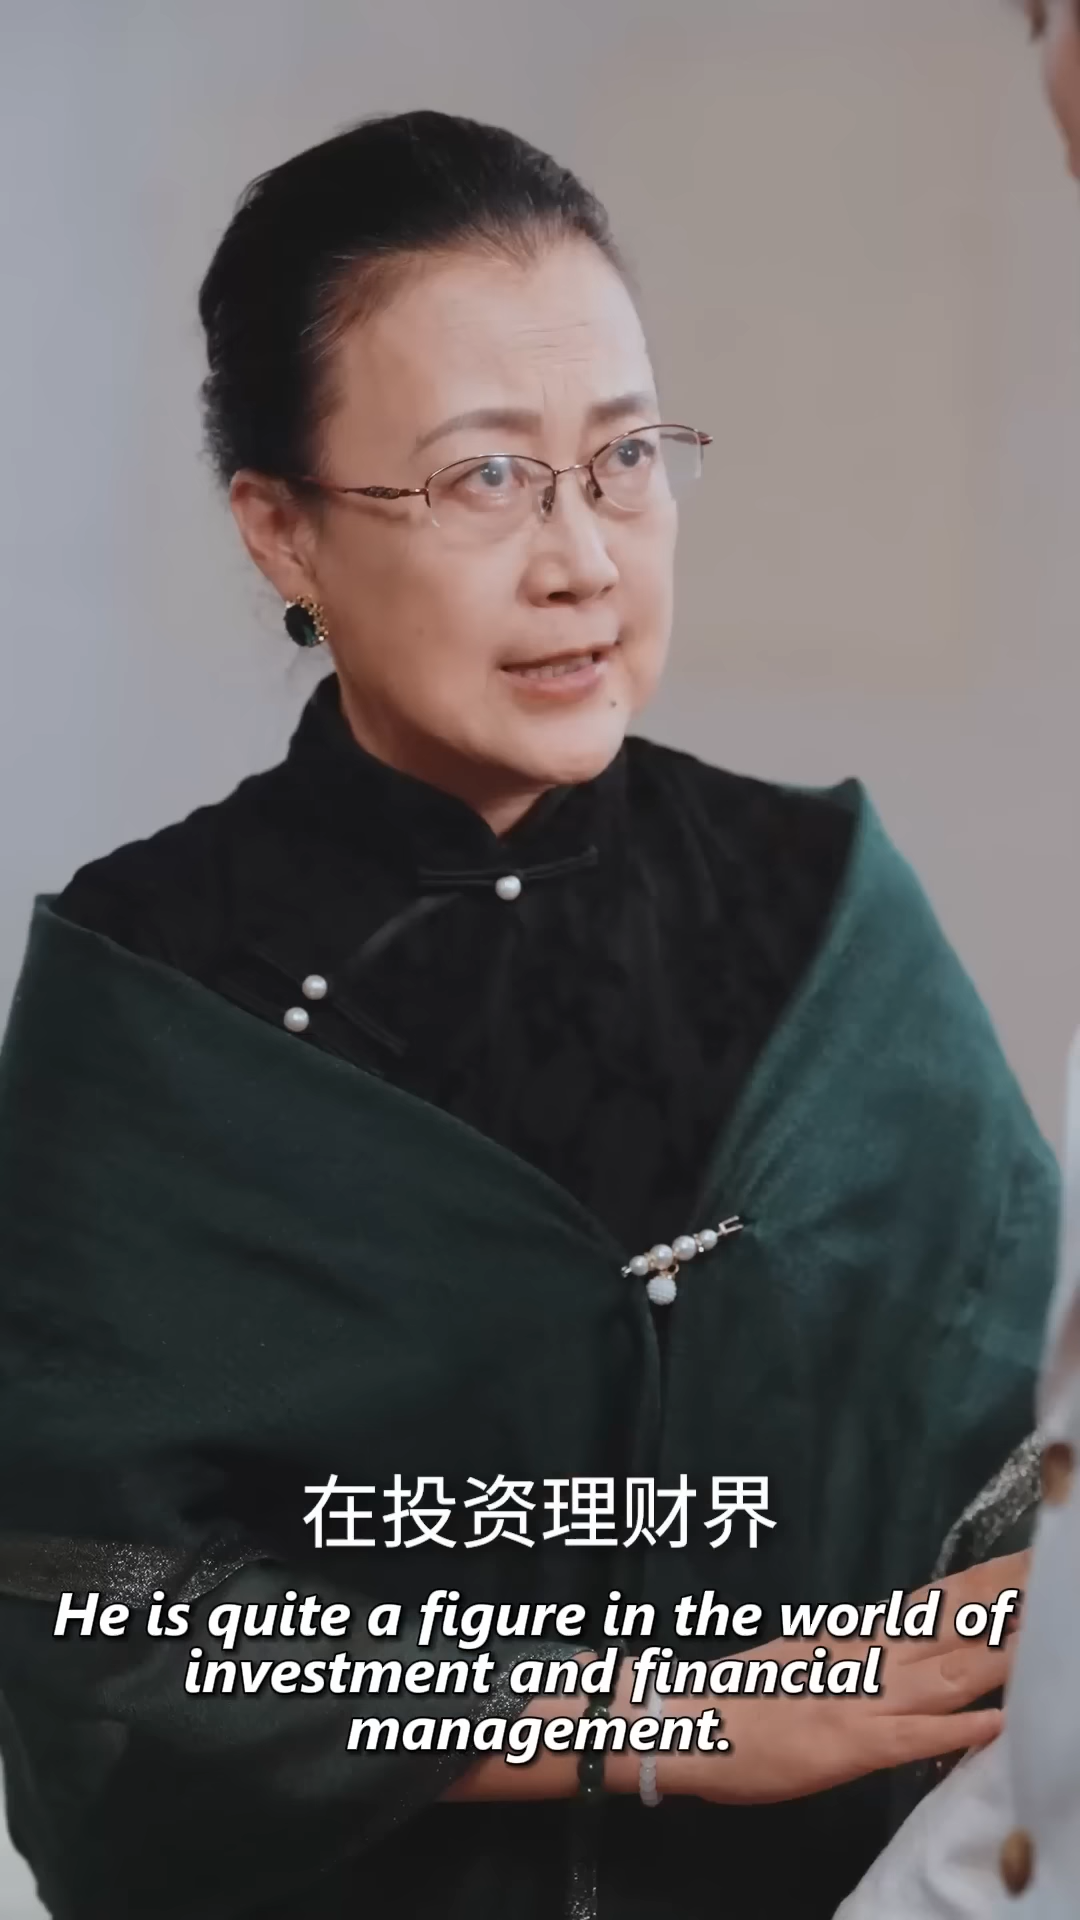 在投资理财界
He is quite a figure in the world of
investment and financial
management.